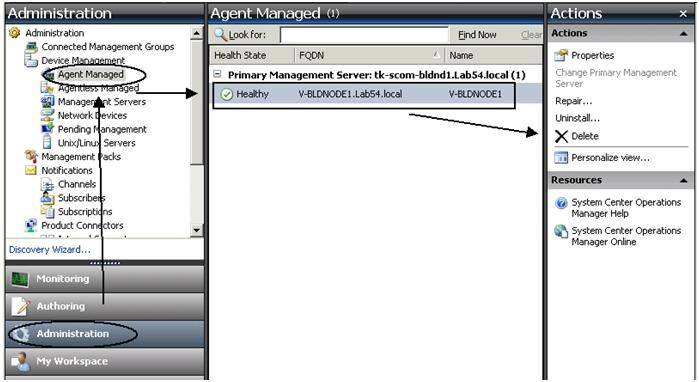 Administration
Administration
Connected Management Groups
Device Management
Agent Managed
Agentless Managed
Management Servers
Network Devices
Pending Management
Unix/Linux Servers
Management Packs
Notifications
Channels
Subscribers
Subscriptions
Product Connectors
Discovery Wizard...
Monitoring
Authoring
Administration
My Workspace
Agent Managed (1)
Look for: Find Now Clear
Health State FQDN Name
Primary Management Server: tk-scom-bldnd1.Lab54.local (1)
Healthy V-BLDNODE1.Lab54.local V-BLDNODE1
Actions
Actions
Properties
Change Primary Management
Server
Repair...
Uninstall...
Delete
Personalize view...
Resources
System Center Operations
Manager Help
System Center Operations
Manager Online